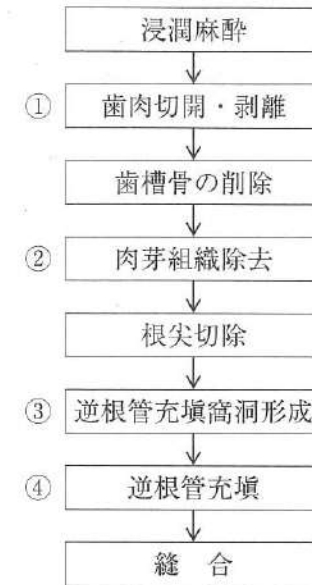 浸潤麻酔
① 歯肉切開・剥離
歯槽骨の削除
② 肉芽組織除去
根尖切除
③ 逆根管充塡窩洞形成
④ 逆根管充塡
縫 合